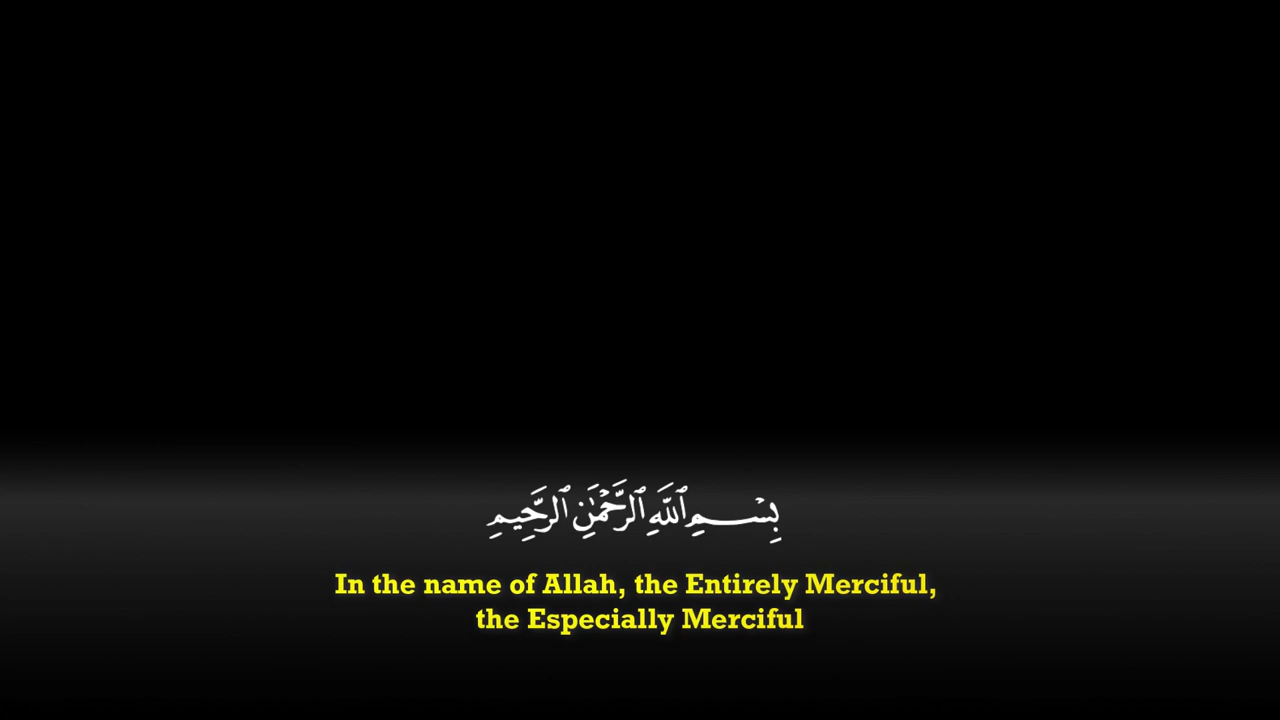 بِسْمِ ٱللَّهِ ٱلرَّحْمَٰنِ ٱلرَّحِيمِ
In the name of Allah, the Entirely Merciful,
the Especially Merciful